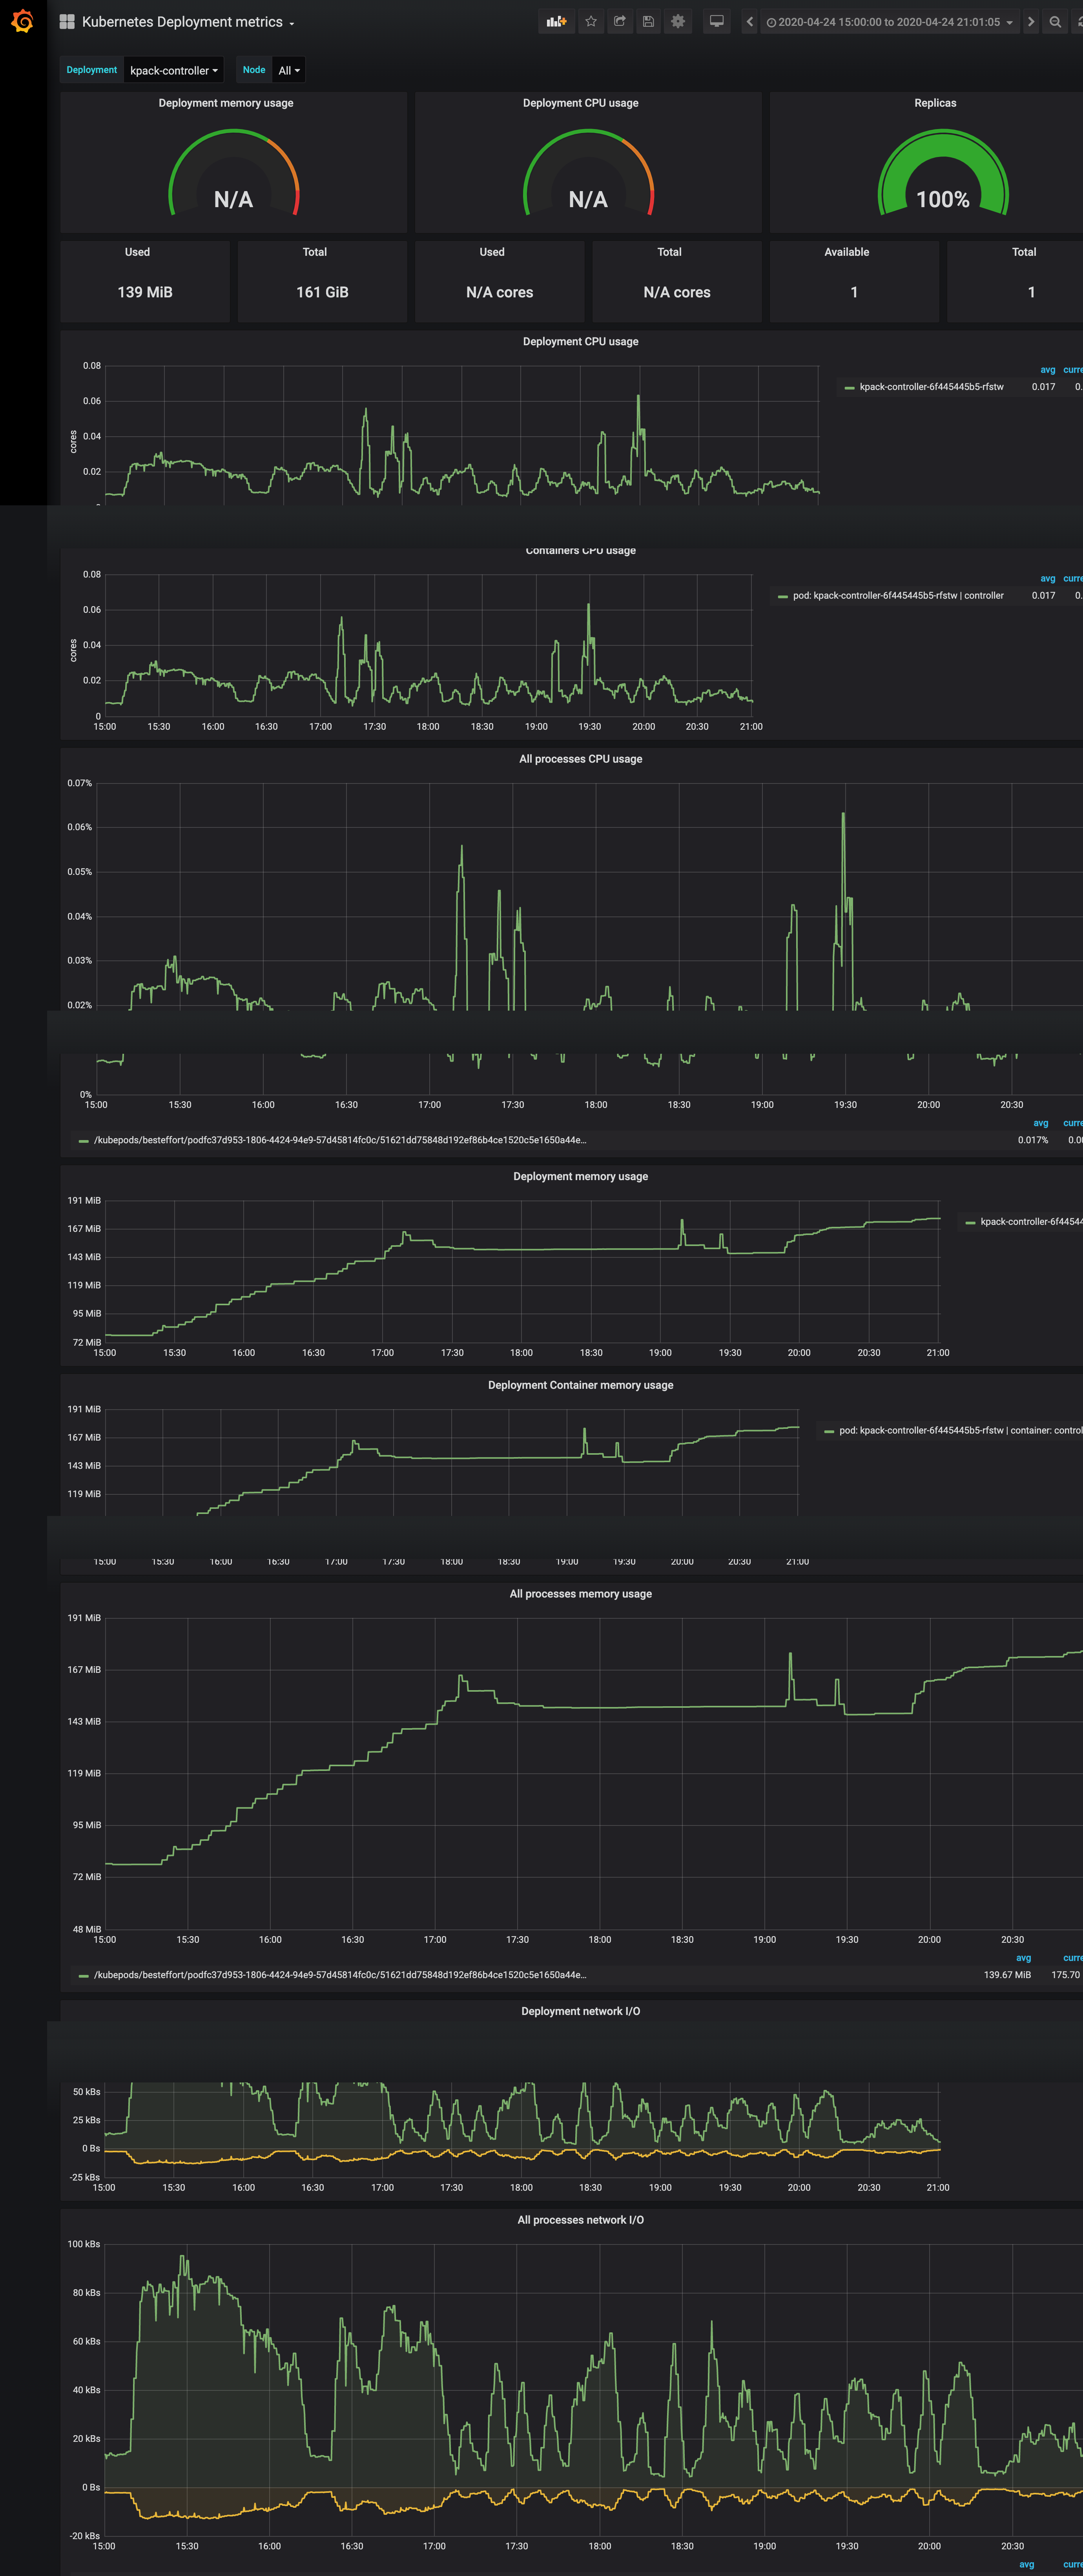 Kubernetes Deployment metrics
2020-04-24 15:00:00 to 2020-04-24 21:01:05
Deployment kpack-controller Node All
Deployment memory usage Deployment CPU usage Replicas
N/A N/A 100%
Used Total Used Total Available Total
139 MiB 161 GiB N/A cores N/A cores 1 1
Deployment CPU usage
avg curre
kpack-controller-6f445445b5-rfstw 0.017 0.
cores
0.08
0.06
0.04
0.02
Containers CPU usage
avg curre
pod: kpack-controller-6f445445b5-rfstw | controller 0.017 0.
cores
0.08
0.06
0.04
0.02
0
15:00 15:30 16:00 16:30 17:00 17:30 18:00 18:30 19:00 19:30 20:00 20:30 21:00
All processes CPU usage
0.07%
0.06%
0.05%
0.04%
0.03%
0.02%
0%
15:00 15:30 16:00 16:30 17:00 17:30 18:00 18:30 19:00 19:30 20:00 20:30
avg curre
/kubepods/besteffort/podfc37d953-1806-4424-94e9-57d45814fc0c/51621dd75848d192ef86b4ce1520c5e1650a44e... 0.017% 0.0
Deployment memory usage
191 MiB
167 MiB
143 MiB
119 MiB
95 MiB
72 MiB
15:00 15:30 16:00 16:30 17:00 17:30 18:00 18:30 19:00 19:30 20:00 20:30 21:00
kpack-controller-6f44544
Deployment Container memory usage
191 MiB
167 MiB
143 MiB
119 MiB
pod: kpack-controller-6f445445b5-rfstw | container: control
15:00 15:30 16:00 16:30 17:00 17:30 18:00 18:30 19:00 19:30 20:00 20:30 21:00
All processes memory usage
191 MiB
167 MiB
143 MiB
119 MiB
95 MiB
72 MiB
48 MiB
15:00 15:30 16:00 16:30 17:00 17:30 18:00 18:30 19:00 19:30 20:00 20:30
avg curre
/kubepods/besteffort/podfc37d953-1806-4424-94e9-57d45814fc0c/51621dd75848d192ef86b4ce1520c5e1650a44e... 139.67 MiB 175.70
Deployment network I/O
50 kBs
25 kBs
0 Bs
-25 kBs
15:00 15:30 16:00 16:30 17:00 17:30 18:00 18:30 19:00 19:30 20:00 20:30 21:00
All processes network I/O
100 kBs
80 kBs
60 kBs
40 kBs
20 kBs
0 Bs
-20 kBs
15:00 15:30 16:00 16:30 17:00 17:30 18:00 18:30 19:00 19:30 20:00 20:30
avg curre